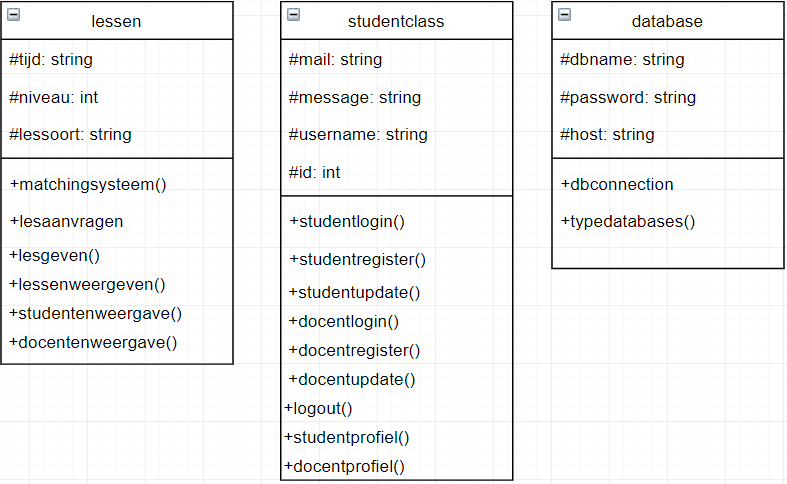 lessen
#tijd: string
#niveau: int
#lessoort: string
+matchingsysteem()
+lesaanvragen
+lesgeven()
+lessenweergeven()
+studentenweergave()
+docentenweergave()
studentclass
#mail: string
#message: string
#username: string
#id: int
+studentlogin()
+studentregister()
+studentupdate()
+docentlogin()
+docentregister()
+docentupdate()
+logout()
+studentprofiel()
+docentprofiel()
database
#dbname: string
#password: string
#host: string
+dbconnection
+typedatabases()